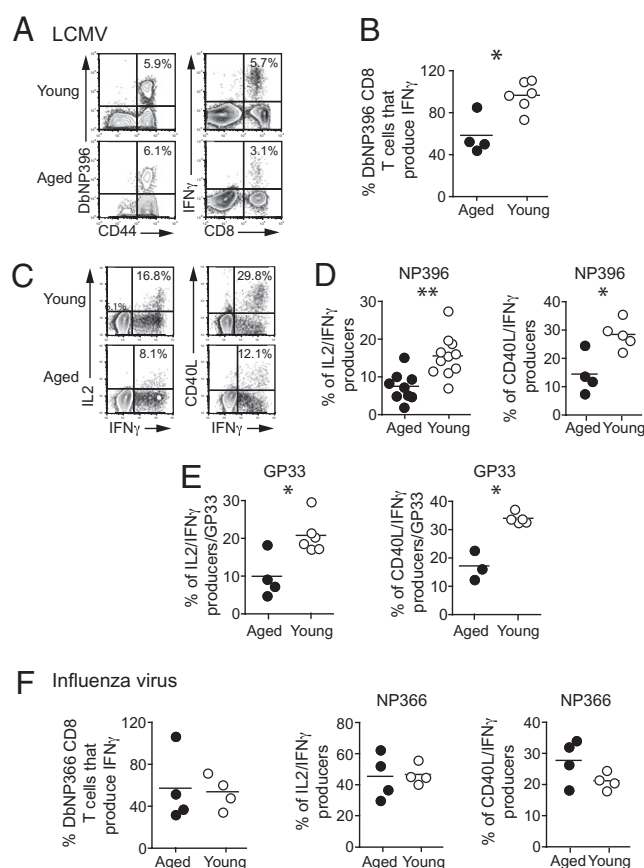 A LCMV
Young
Aged
DbNP396
CD44
5.9%
6.1%
IFNγ
CD8
5.7%
3.1%
B
*
% DbNP396 CD8
T cells that
produce IFNγ
120
80
40
0
Aged Young
C
Young
Aged
IL2
IFNγ
16.8%
8.1%
CD40L
IFNγ
29.8%
12.1%
D
NP396
**
% of IL2/IFNγ
producers
30
20
10
0
Aged Young
NP396
*
% of CD40L/IFNγ
producers
40
30
20
10
0
Aged Young
E
GP33
*
% of IL2/IFNγ
producers/GP33
30
20
10
0
Aged Young
GP33
*
% of CD40L/IFNγ
producers/GP33
40
30
20
10
0
Aged Young
F Influenza virus
% DbNP366 CD8
T cells that
produce IFNγ
120
80
40
0
Aged Young
NP366
% of IL2/IFNγ
producers
80
60
40
20
0
Aged Young
NP366
% of CD40L/IFNγ
producers
40
30
20
10
0
Aged Young